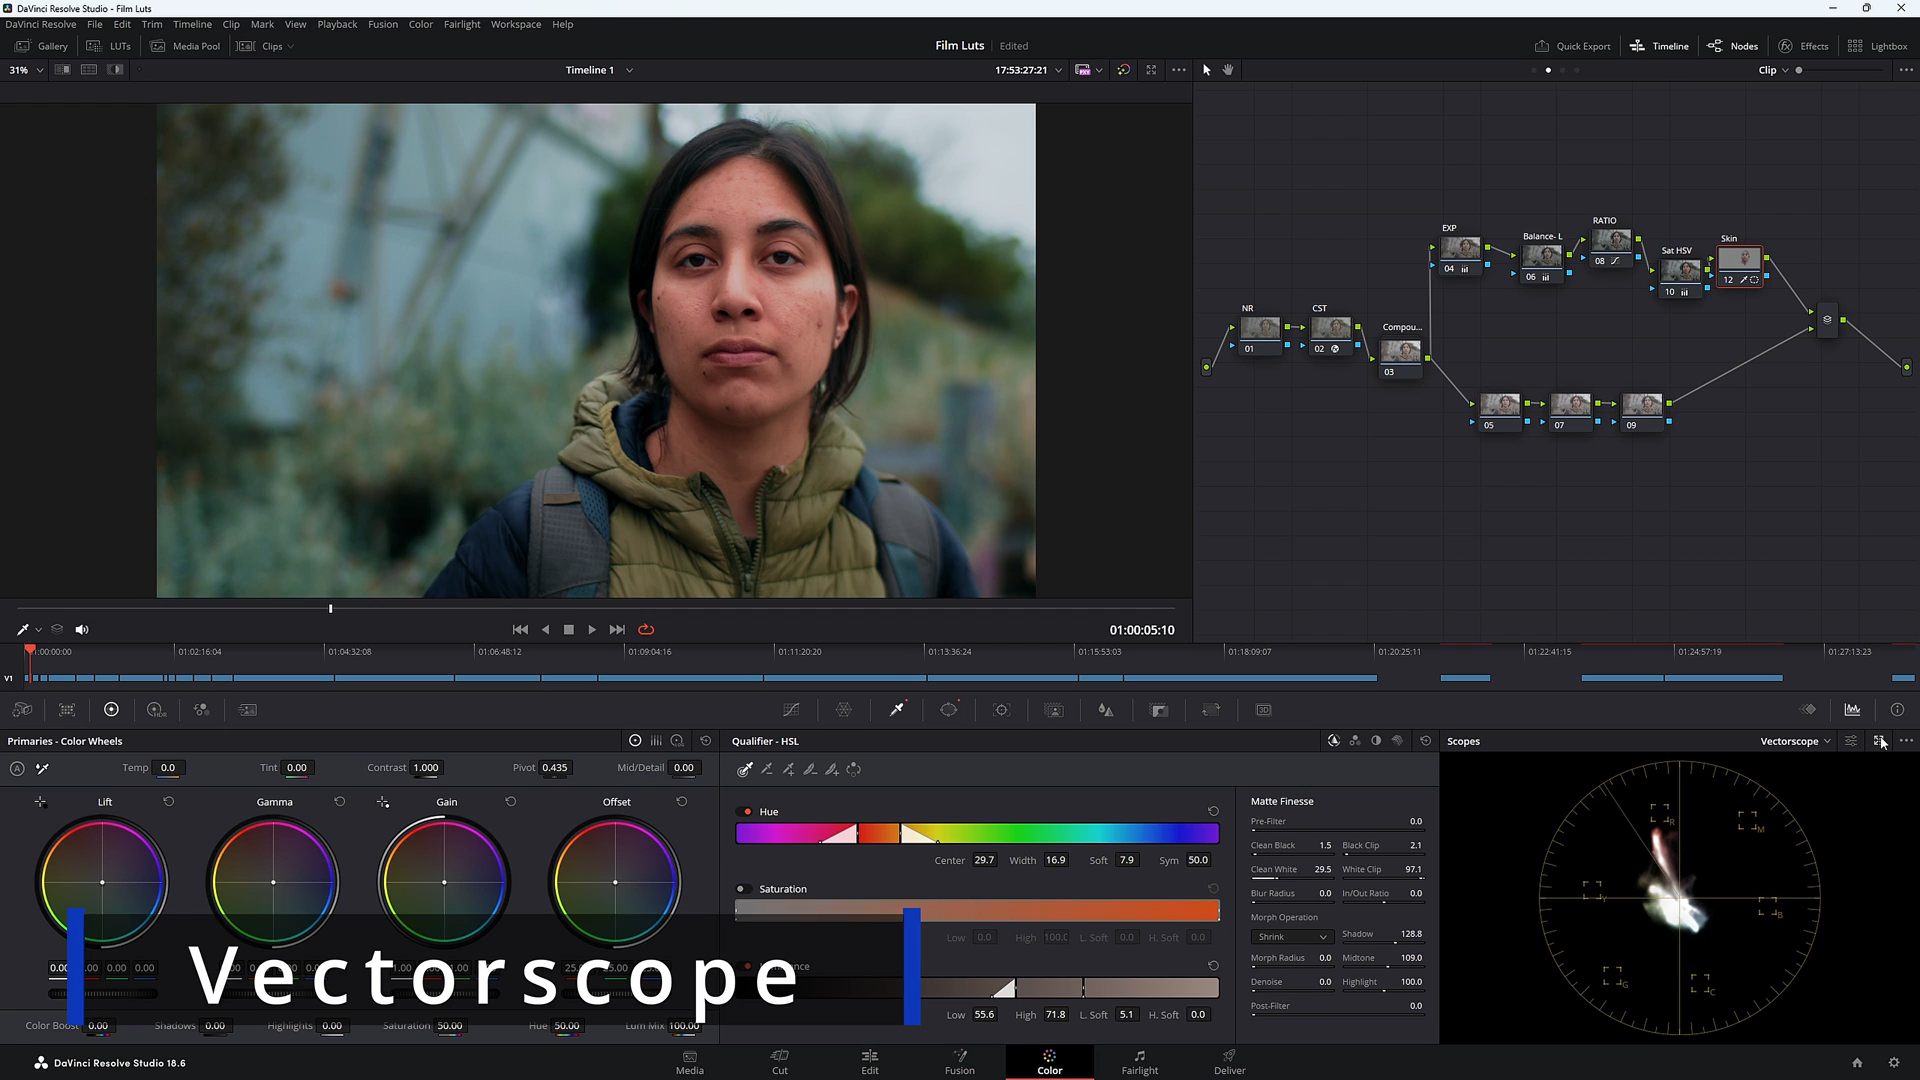 DaVinci Resolve Studio - Film Luts
DaVinci Resolve File Edit Trim Timeline Clip Mark View Playback Fusion Color Fairlight Workspace Help
Gallery LUTs Media Pool Clips Film Luts Edited Quick Export Timeline Nodes Effects Lightbox
31% Timeline 1 17:53:27:21 Clip
RATIO
EXP Balance- L Skin
Sat HSV
04 06 08 10 12
NR CST Compou...
01 02 03
05 07 09
01:00:05:10
01:02:16:04 01:04:32:08 01:06:48:12 01:09:04:16 01:11:20:20 01:13:36:24 01:15:53:03 01:18:09:07 01:20:25:11 01:22:41:15 01:24:57:19 01:27:13:23
V1
HDR 3D
Primaries - Color Wheels Qualifier - HSL Scopes Vectorscope
Temp 0.0 Tint 0.00 Contrast 1.000 Pivot 0.435 Mid/Detail 0.00
Lift Gamma Gain Offset
Hue
Center 29.7 Width 16.9 Soft 7.9 Sym 50.0
Saturation
Low 0.0 High 100.0 L. Soft 0.0 H. Soft 0.0
Low 55.6 High 71.8 L. Soft 5.1 H. Soft 0.0
Matte Finesse
Pre-Filter 0.0
Clean Black 1.5 Black Clip 2.1
Clean White 29.5 White Clip 97.1
Blur Radius 0.0 In/Out Ratio 0.0
Morph Operation
Shrink Shadow 128.8
Morph Radius 0.0 Midtone 109.0
Denoise 0.0 Highlight 100.0
Post-Filter 0.0
R M B C G Y
Vectorscope
Color Boost 0.00 Shadows 0.00 Highlights 0.00 Saturation 50.00 Hue 50.00 Lum Mix 100.00
DaVinci Resolve Studio 18.6
Media Cut Edit Fusion Color Fairlight Deliver